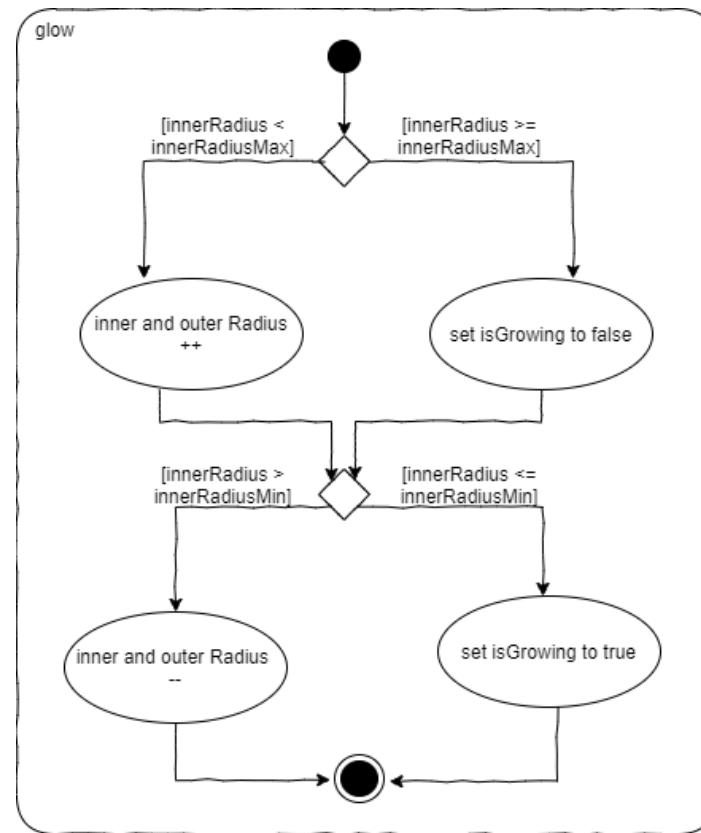 glow
[innerRadius <
innerRadiusMax]
[innerRadius >=
innerRadiusMax]
inner and outer Radius
++
set isGrowing to false
[innerRadius >
innerRadiusMin]
[innerRadius <=
innerRadiusMin]
inner and outer Radius
--
set isGrowing to true